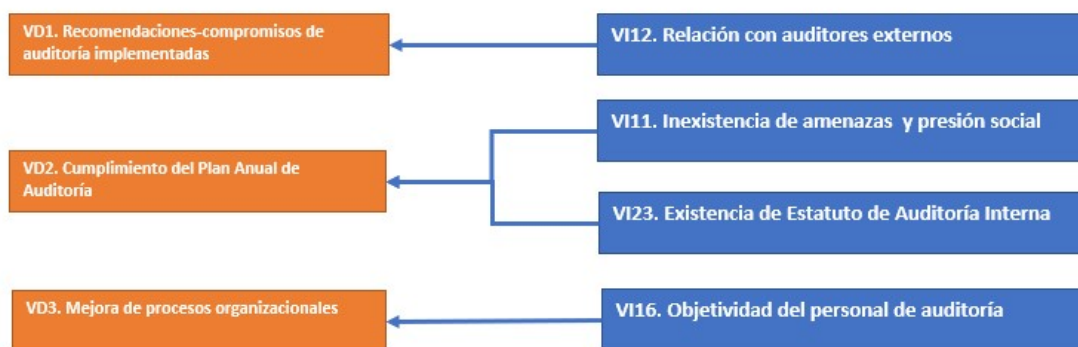 VD1. Recomendaciones-compromisos de
auditoría implementadas
VI12. Relación con auditores externos
VI11. Inexistencia de amenazas y presión social
VD2. Cumplimiento del Plan Anual de
Auditoría
VI23. Existencia de Estatuto de Auditoría Interna
VD3. Mejora de procesos organizacionales
VI16. Objetividad del personal de auditoría